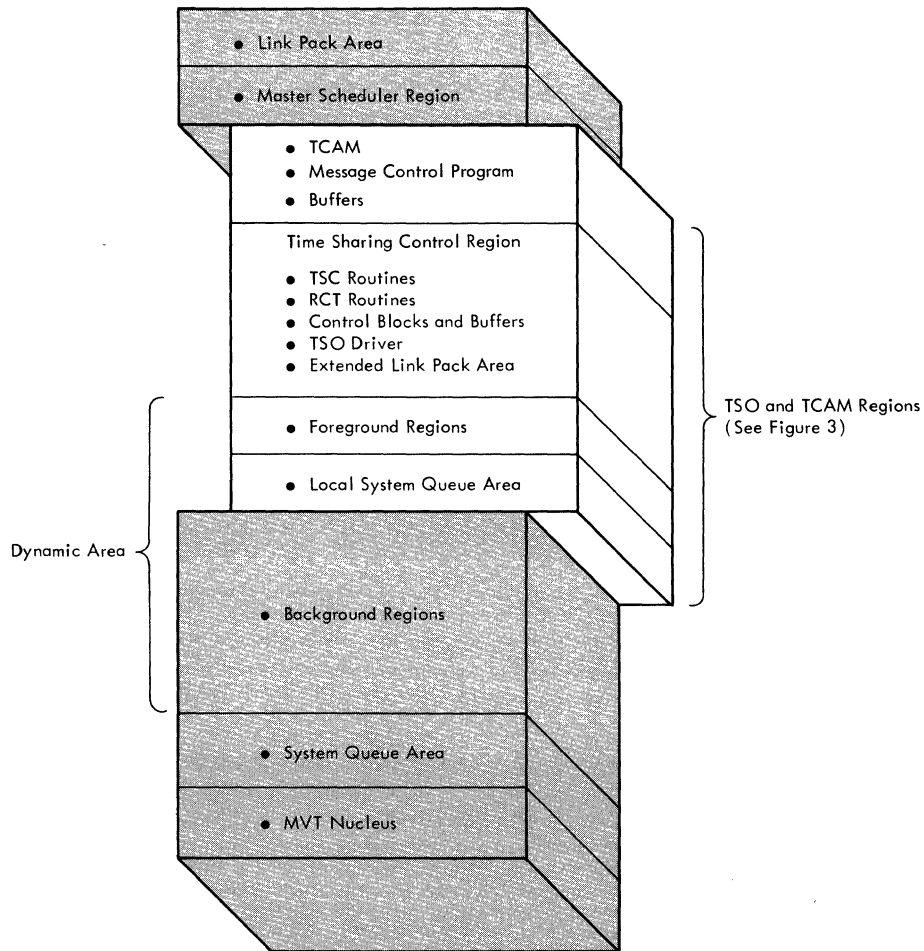 • Link Pack Area
• Master Scheduler Region
• TCAM
• Message Control Program
• Buffers
Time Sharing Control Region
• TSC Routines
• RCT Routines
• Control Blocks and Buffers
• TSO Driver
• Extended Link Pack Area
TSO and TCAM Regions
(See Figure 3)
• Foreground Regions
• Local System Queue Area
Dynamic Area
• Background Regions
• System Queue Area
• MVT Nucleus